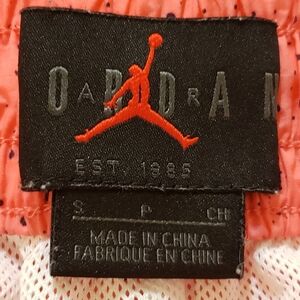 O A R D A R A N
EST. 1985
S P CH
MADE IN CHINA
FABRIQUE EN CHINE